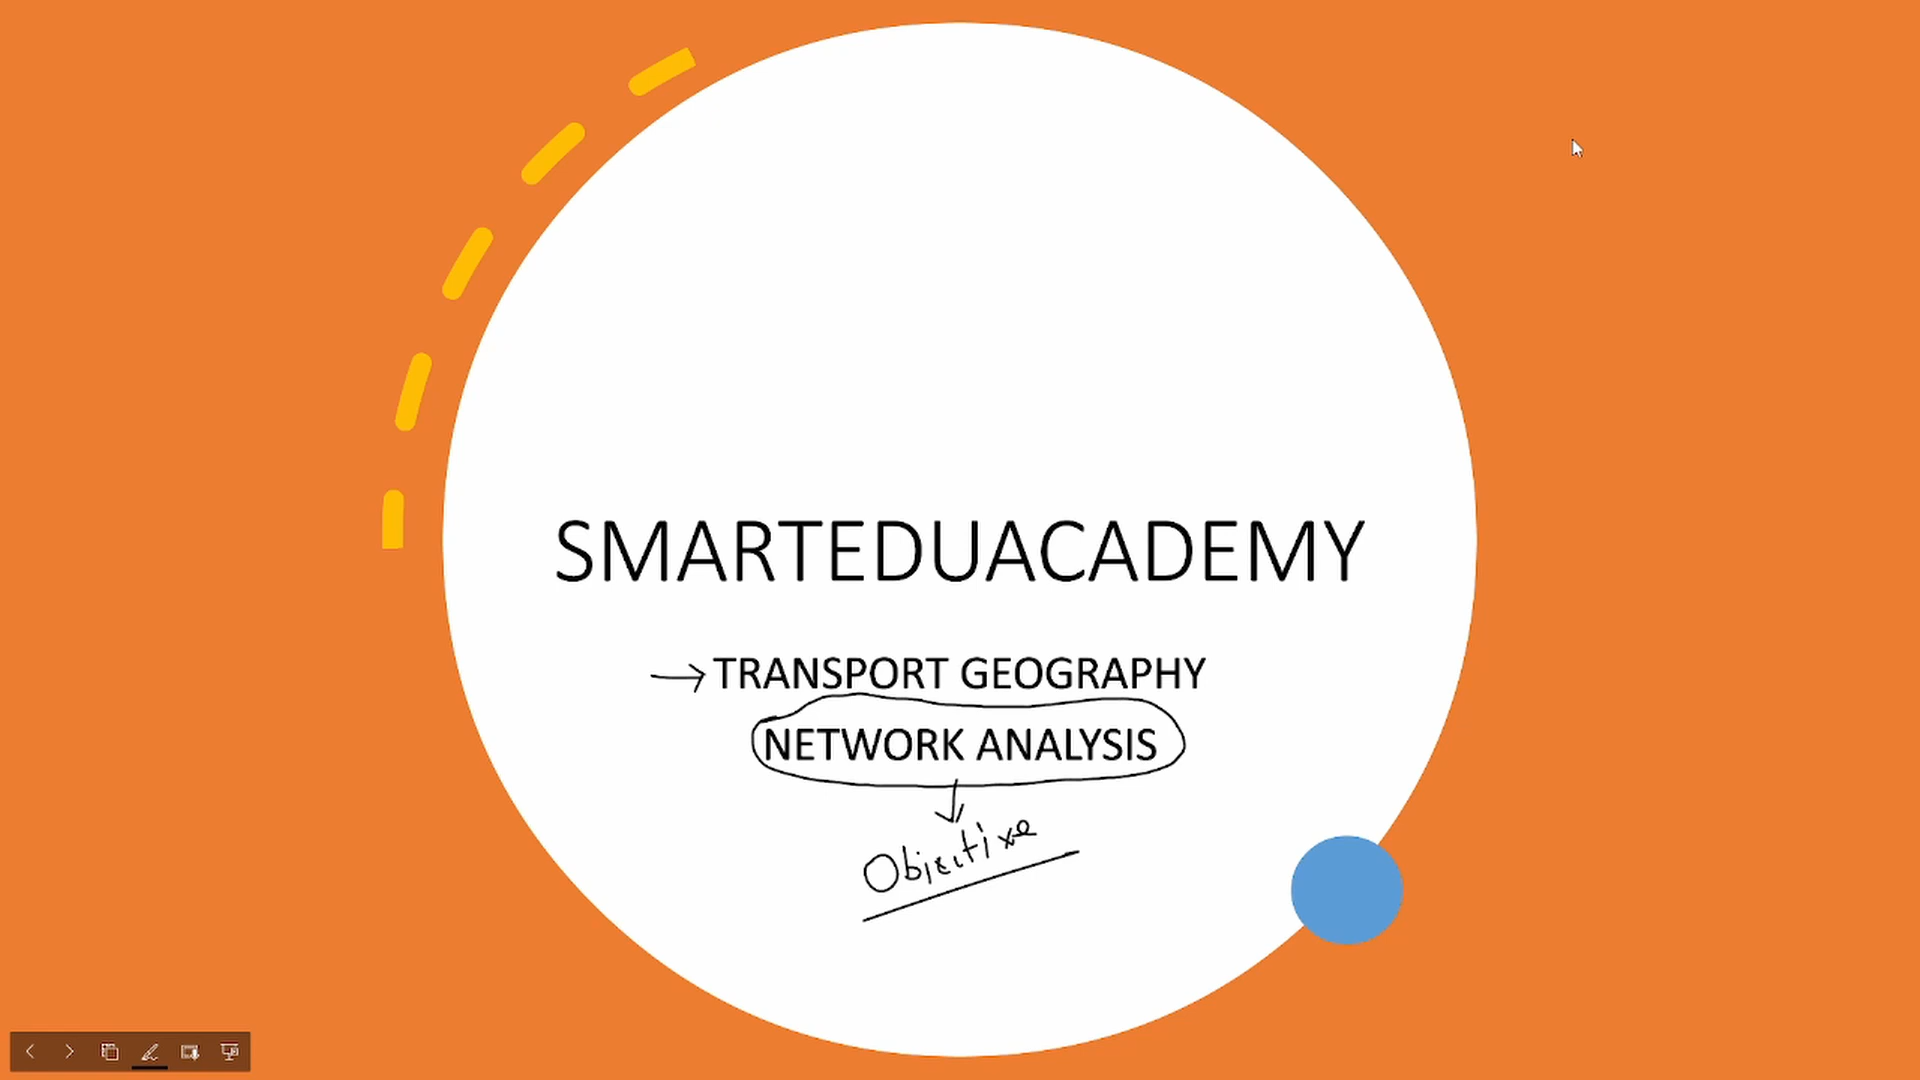 SMARTEDUACADEMY
→ TRANSPORT GEOGRAPHY
NETWORK ANALYSIS
Objective